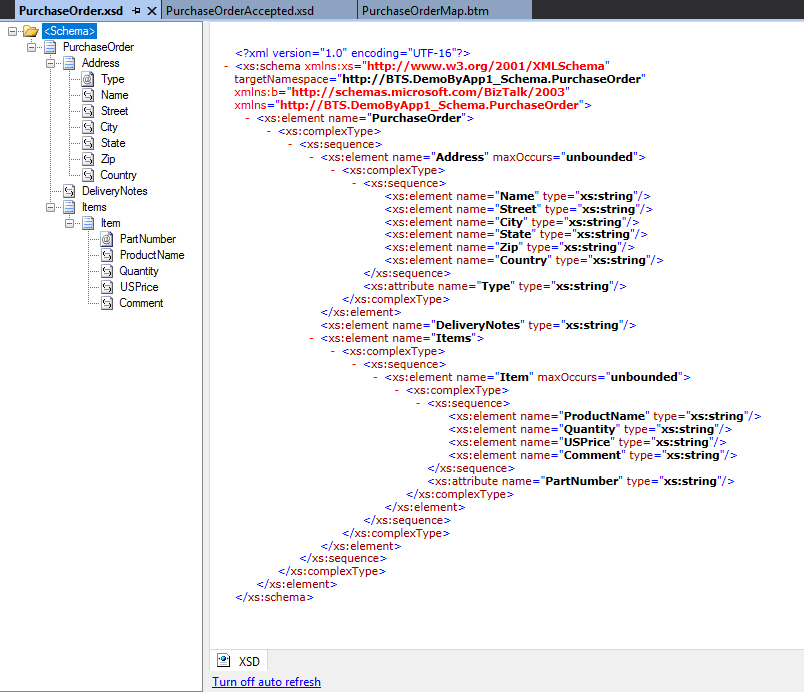 PurchaseOrder.xsd
PurchaseOrderAccepted.xsd
PurchaseOrderMap.btm
<Schema>
PurchaseOrder
Address
Type
Name
Street
City
State
Zip
Country
DeliveryNotes
Items
Item
PartNumber
ProductName
Quantity
USPrice
Comment
<?xml version="1.0" encoding="UTF-16"?>
- <xs:schema xmlns:xs="http://www.w3.org/2001/XMLSchema"
targetNamespace="http://BTS.DemoByApp1_Schema.PurchaseOrder"
xmlns:b="http://schemas.microsoft.com/BizTalk/2003"
xmlns="http://BTS.DemoByApp1_Schema.PurchaseOrder">
- <xs:element name="PurchaseOrder">
- <xs:complexType>
- <xs:sequence>
- <xs:element name="Address" maxOccurs="unbounded">
- <xs:complexType>
- <xs:sequence>
<xs:element name="Name" type="xs:string"/>
<xs:element name="Street" type="xs:string"/>
<xs:element name="City" type="xs:string"/>
<xs:element name="State" type="xs:string"/>
<xs:element name="Zip" type="xs:string"/>
<xs:element name="Country" type="xs:string"/>
</xs:sequence>
<xs:attribute name="Type" type="xs:string"/>
</xs:complexType>
</xs:element>
<xs:element name="DeliveryNotes" type="xs:string"/>
- <xs:element name="Items">
- <xs:complexType>
- <xs:sequence>
- <xs:element name="Item" maxOccurs="unbounded">
- <xs:complexType>
- <xs:sequence>
<xs:element name="ProductName" type="xs:string"/>
<xs:element name="Quantity" type="xs:string"/>
<xs:element name="USPrice" type="xs:string"/>
<xs:element name="Comment" type="xs:string"/>
</xs:sequence>
<xs:attribute name="PartNumber" type="xs:string"/>
</xs:complexType>
</xs:element>
</xs:sequence>
</xs:complexType>
</xs:element>
</xs:sequence>
</xs:complexType>
</xs:element>
</xs:schema>
XSD
Turn off auto refresh